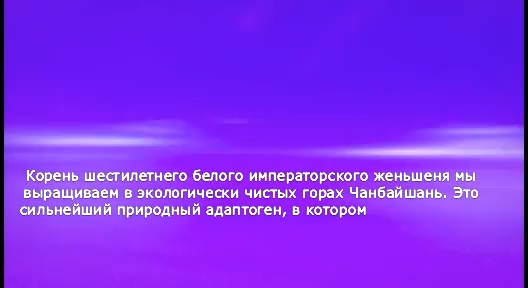 Корень шестилетнего белого императорского женьшеня мы
выращиваем в экологически чистых горах Чанбайшань. Это
сильнейший природный адаптоген, в котором